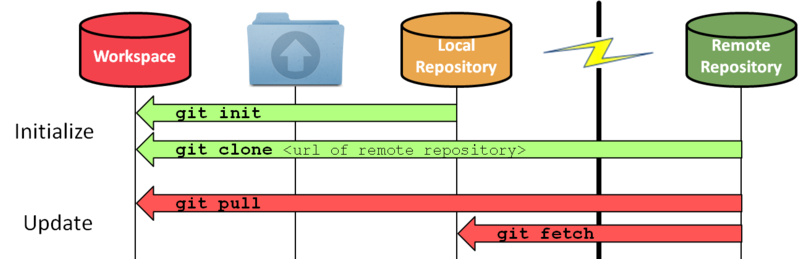 Workspace
Local
Repository
Remote
Repository
Initialize
git init
git clone <url of remote repository>
Update
git pull
git fetch